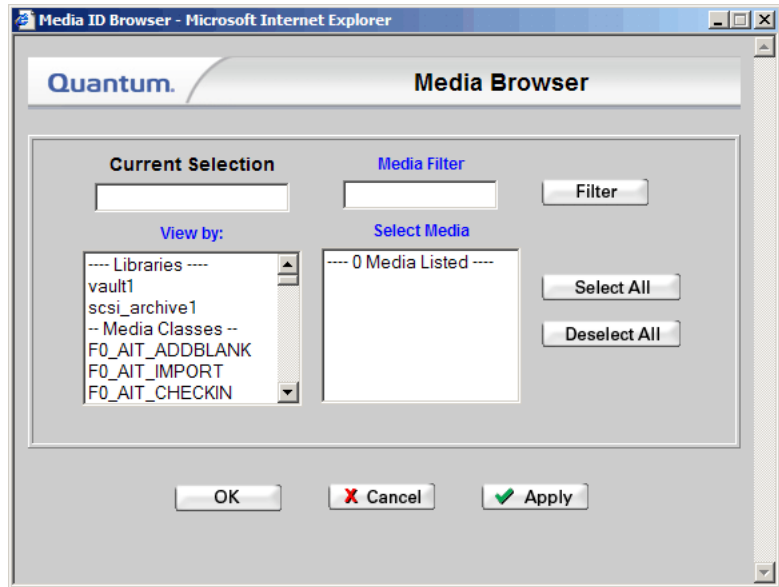 Media ID Browser - Microsoft Internet Explorer
Quantum.
Media Browser
Current Selection
Media Filter
Filter
View by:
Select Media
---- Libraries ----
vault1
scsi_archive1
-- Media Classes --
F0_AIT_ADDBLANK
F0_AIT_IMPORT
F0_AIT_CHECKIN
---- 0 Media Listed ----
Select All
Deselect All
OK
Cancel
Apply